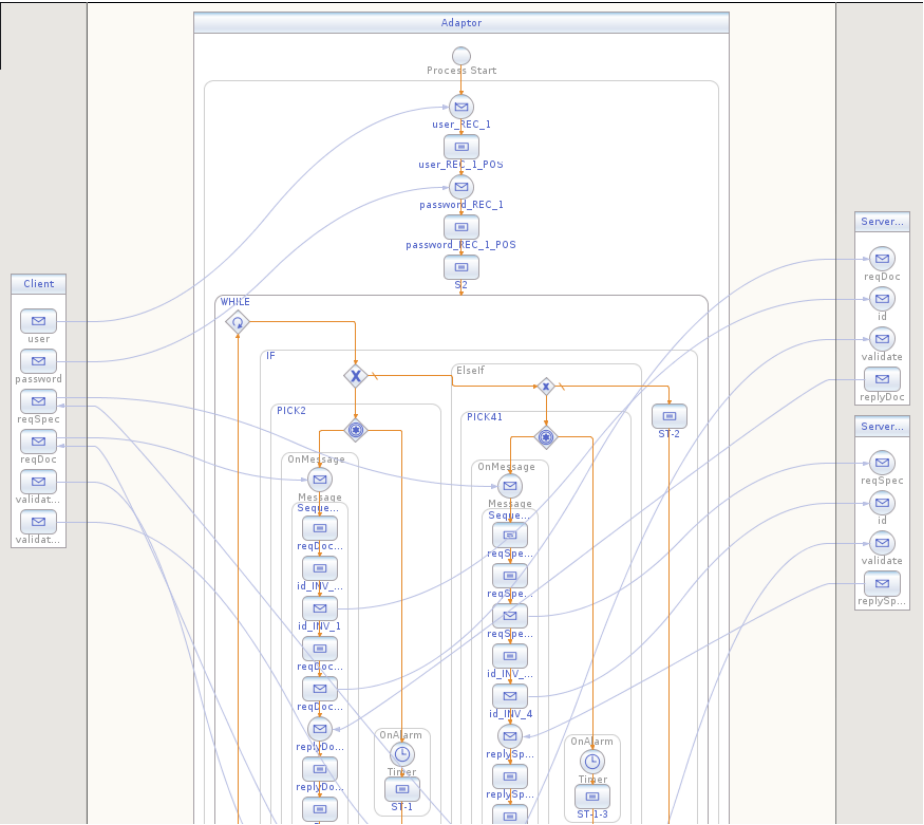 Adaptor
Process Start
user_REC_1
user_REC_1_POS
password_REC_1
password_REC_1_POS
S2
Client
user
password
reqSpec
reqDoc
validat...
validat...
WHILE
IF
PICK2
OnMessage
Message
Seque...
reqDoc...
id_INV_...
id_INV_1
reqDoc...
reqDoc...
replyDo...
replyDo...
OnAlarm
Timer
ST-1
ElseIf
PICK41
OnMessage
Message
Seque...
reqSpe...
reqSpe...
reqSpe...
id_INV_...
id_INV_4
replySp...
replySp...
OnAlarm
Timer
ST-1-3
ST-2
Server...
reqDoc
id
validate
replyDoc
Server...
reqSpec
id
validate
replySp...